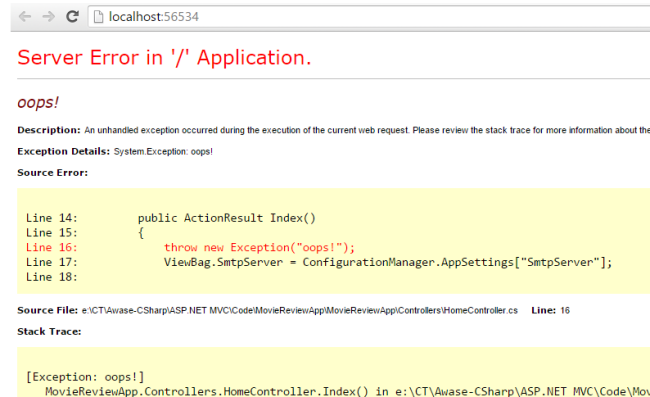 localhost:56534
Server Error in '/' Application.
oops!
Description: An unhandled exception occurred during the execution of the current web request. Please review the stack trace for more information about the
Exception Details: System.Exception: oops!
Source Error:
Line 14:         public ActionResult Index()
Line 15:         {
Line 16:             throw new Exception("oops!");
Line 17:             ViewBag.SmtpServer = ConfigurationManager.AppSettings["SmtpServer"];
Line 18:
Source File: e:\CT\Awase-CSharp\ASP.NET MVC\Code\MovieReviewApp\MovieReviewApp\Controllers\HomeController.cs    Line: 16
Stack Trace:
[Exception: oops!]
   MovieReviewApp.Controllers.HomeController.Index() in e:\CT\Awase-CSharp\ASP.NET MVC\Code\Mov